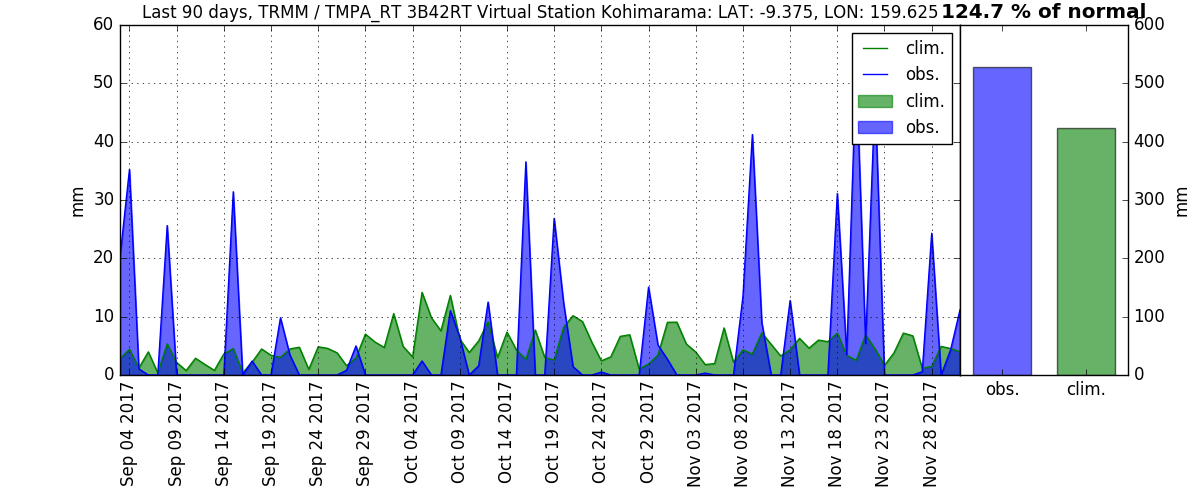 Last 90 days, TRMM / TMPA_RT 3B42RT Virtual Station Kohimarama: LAT: -9.375, LON: 159.625 124.7 % of normal
60
50
40
30
20
10
0
mm
clim.
obs.
clim.
obs.
600
500
400
300
200
100
0
mm
Sep 04 2017
Sep 09 2017
Sep 14 2017
Sep 19 2017
Sep 24 2017
Sep 29 2017
Oct 04 2017
Oct 09 2017
Oct 14 2017
Oct 19 2017
Oct 24 2017
Oct 29 2017
Nov 03 2017
Nov 08 2017
Nov 13 2017
Nov 18 2017
Nov 23 2017
Nov 28 2017
obs. clim.